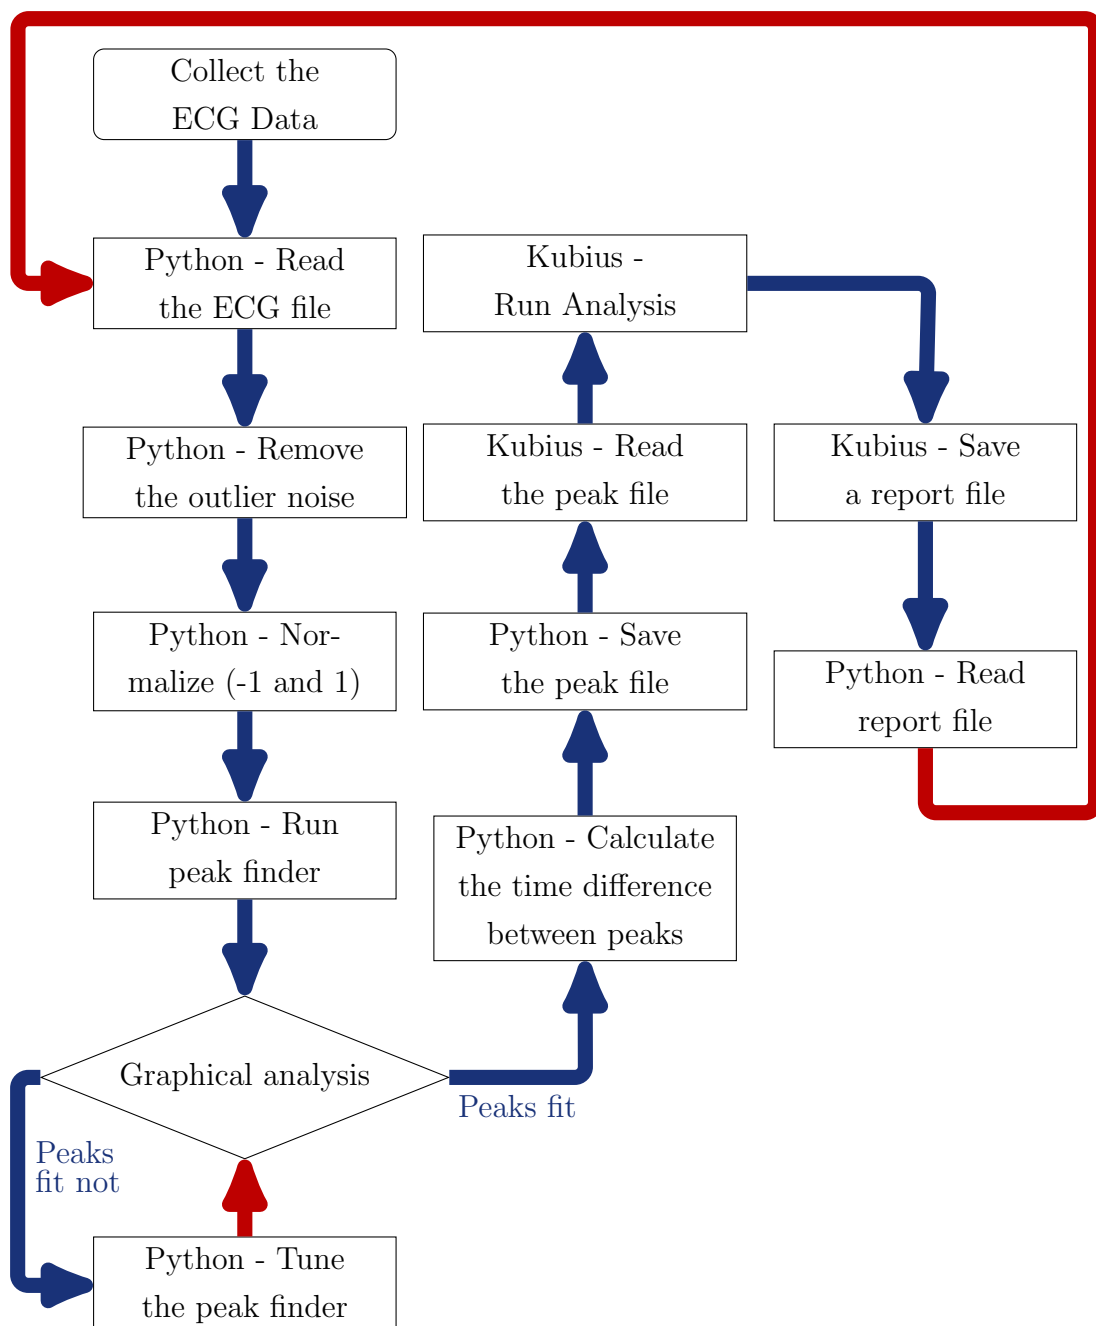 Collect the
ECG Data
Python - Read
the ECG file
Python - Remove
the outlier noise
Python - Nor-
malize (-1 and 1)
Python - Run
peak finder
Graphical analysis
Peaks
fit not
Python - Tune
the peak finder
Peaks fit
Python - Calculate
the time difference
between peaks
Python - Save
the peak file
Kubius - Read
the peak file
Kubius -
Run Analysis
Kubius - Save
a report file
Python - Read
report file